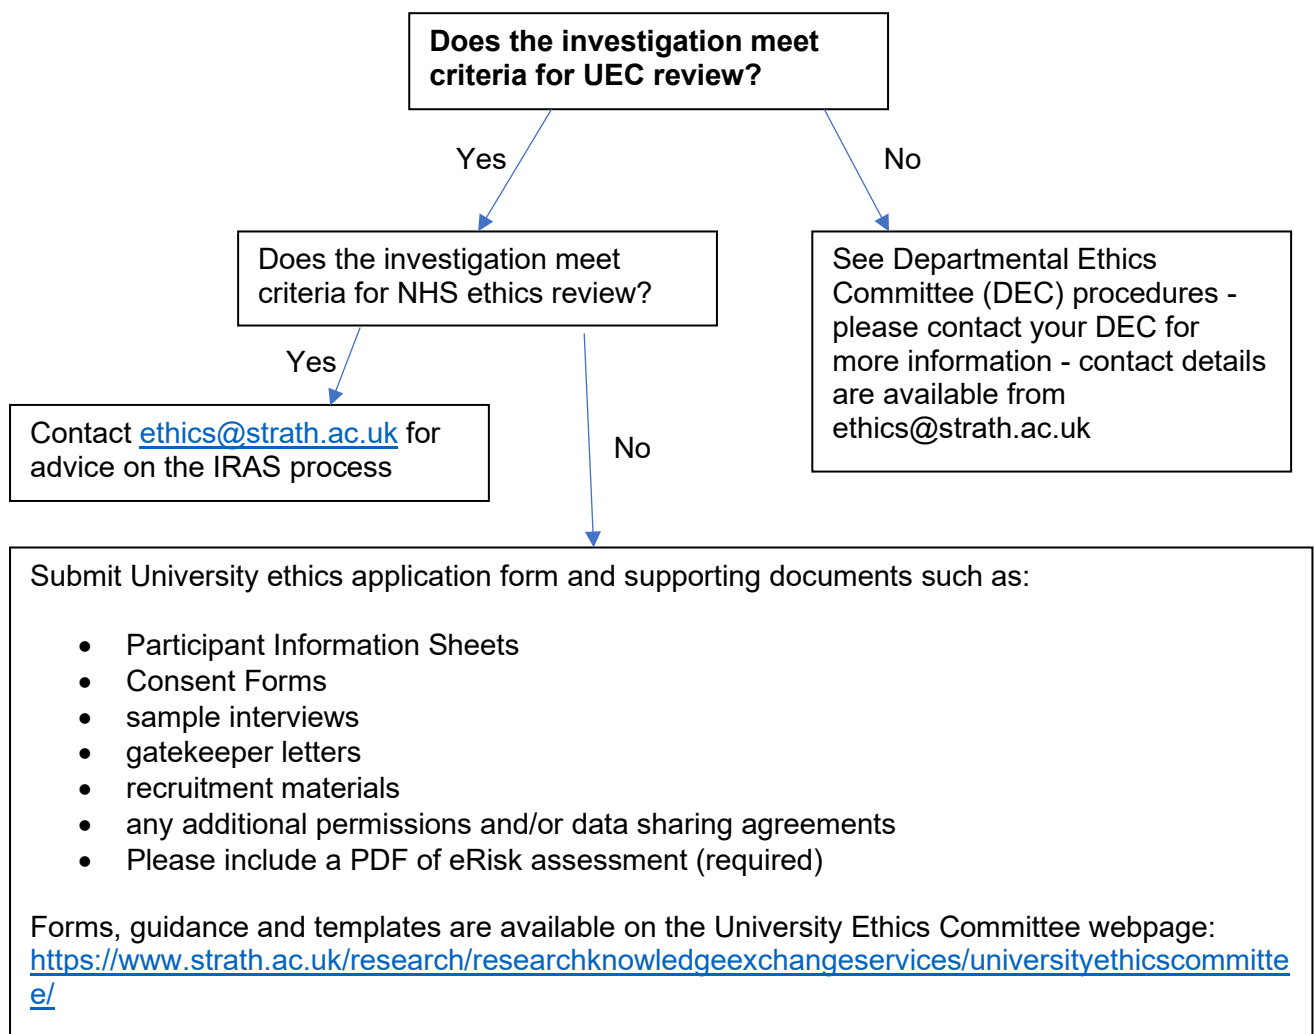 Does the investigation meet
criteria for UEC review?
Yes
No
Does the investigation meet
criteria for NHS ethics review?
See Departmental Ethics
Committee (DEC) procedures -
please contact your DEC for
more information - contact details
are available from
ethics@strath.ac.uk
Yes
No
Contact ethics@strath.ac.uk for
advice on the IRAS process
Submit University ethics application form and supporting documents such as:
• Participant Information Sheets
• Consent Forms
• sample interviews
• gatekeeper letters
• recruitment materials
• any additional permissions and/or data sharing agreements
• Please include a PDF of eRisk assessment (required)
Forms, guidance and templates are available on the University Ethics Committee webpage:
https://www.strath.ac.uk/research/researchknowledgeexchangeservices/universityethicscommitte
e/